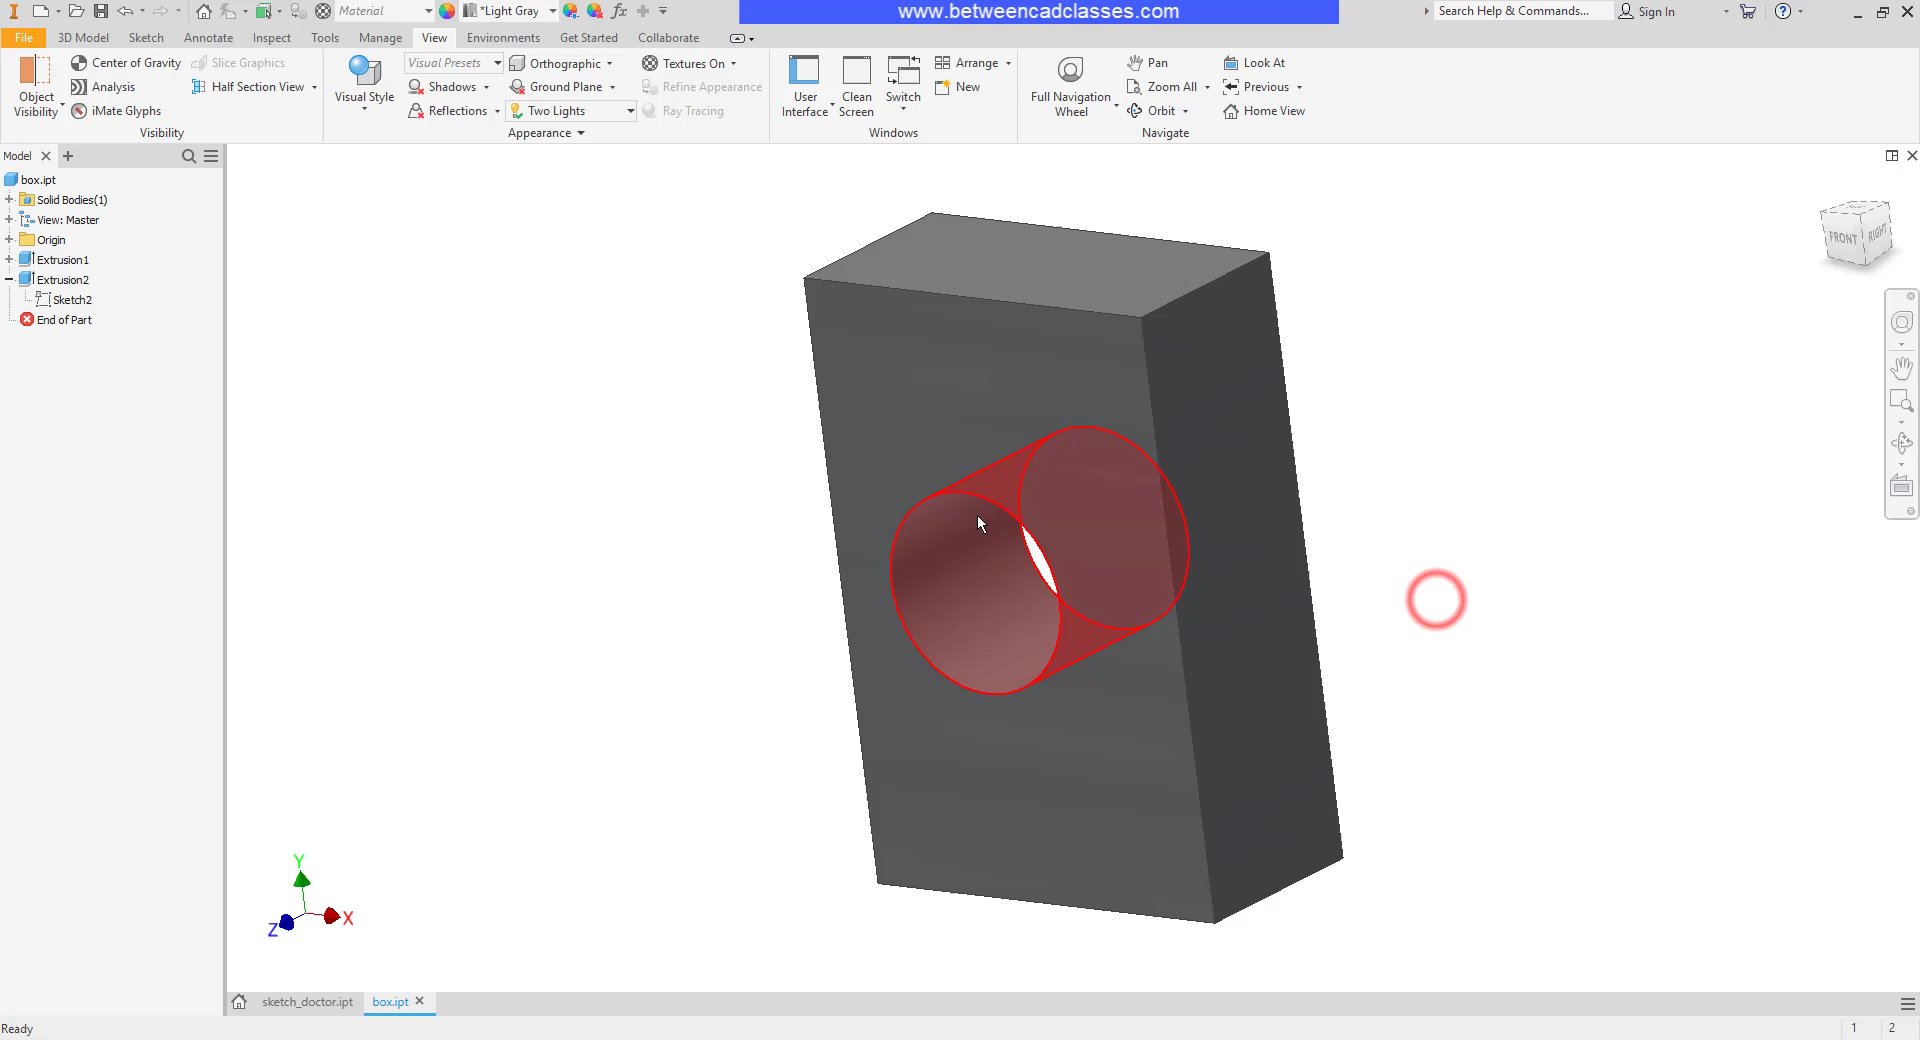 Material
*Light Gray
fx
www.betweencadclasses.com
Search Help & Commands...
Sign In
File
3D Model
Sketch
Annotate
Inspect
Tools
Manage
View
Environments
Get Started
Collaborate
Object
Visibility
Center of Gravity
Analysis
iMate Glyphs
Slice Graphics
Half Section View
Visibility
Visual Style
Visual Presets
Shadows
Reflections
Orthographic
Ground Plane
Two Lights
Textures On
Refine Appearance
Ray Tracing
Appearance
User
Interface
Clean
Screen
Switch
Arrange
New
Windows
Full Navigation
Wheel
Pan
Zoom All
Orbit
Look At
Previous
Home View
Navigate
Model
box.ipt
Solid Bodies(1)
View: Master
Origin
Extrusion1
Extrusion2
Sketch2
End of Part
FRONT
RIGHT
Y
X
Z
sketch_doctor.ipt
box.ipt
Ready
1
2